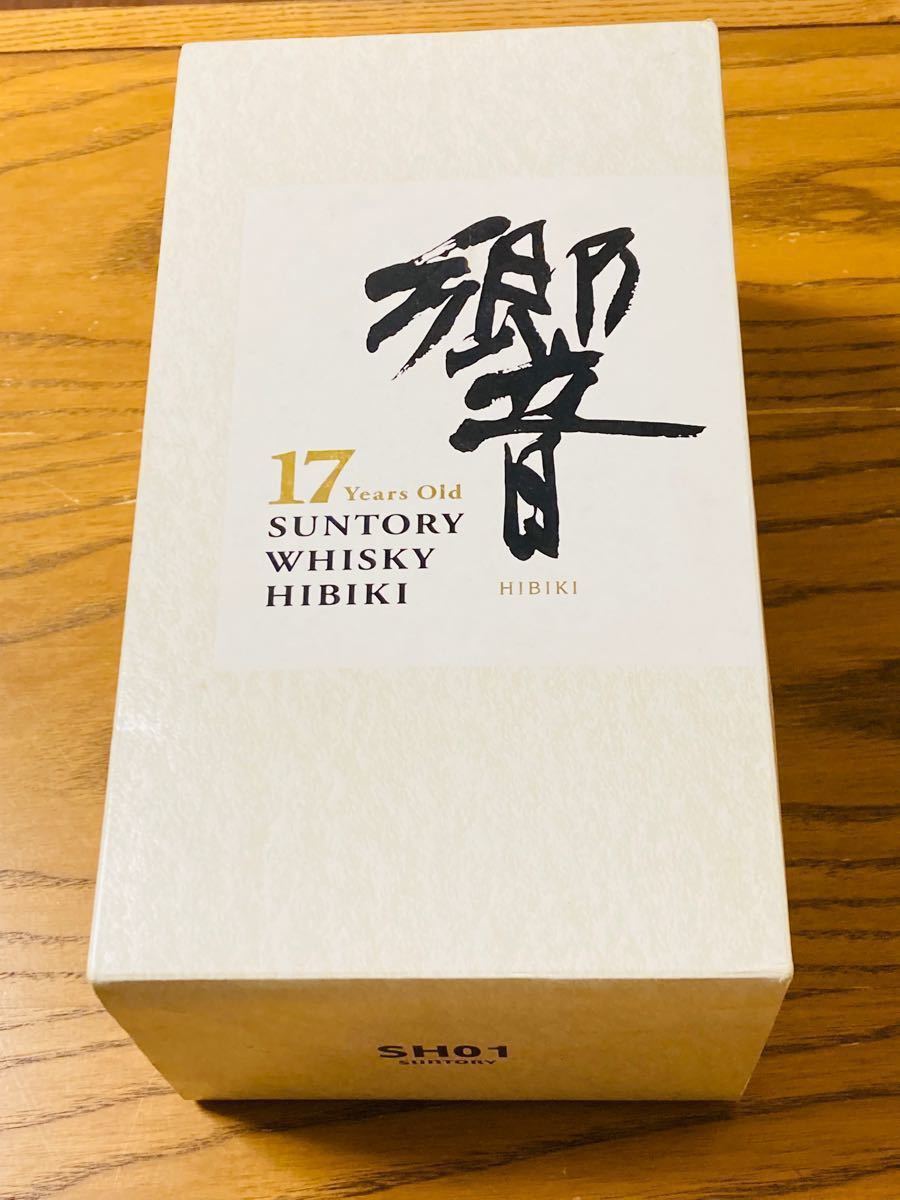 響
17 Years Old
SUNTORY
WHISKY
HIBIKI
HIBIKI
SH01
SUNTORY